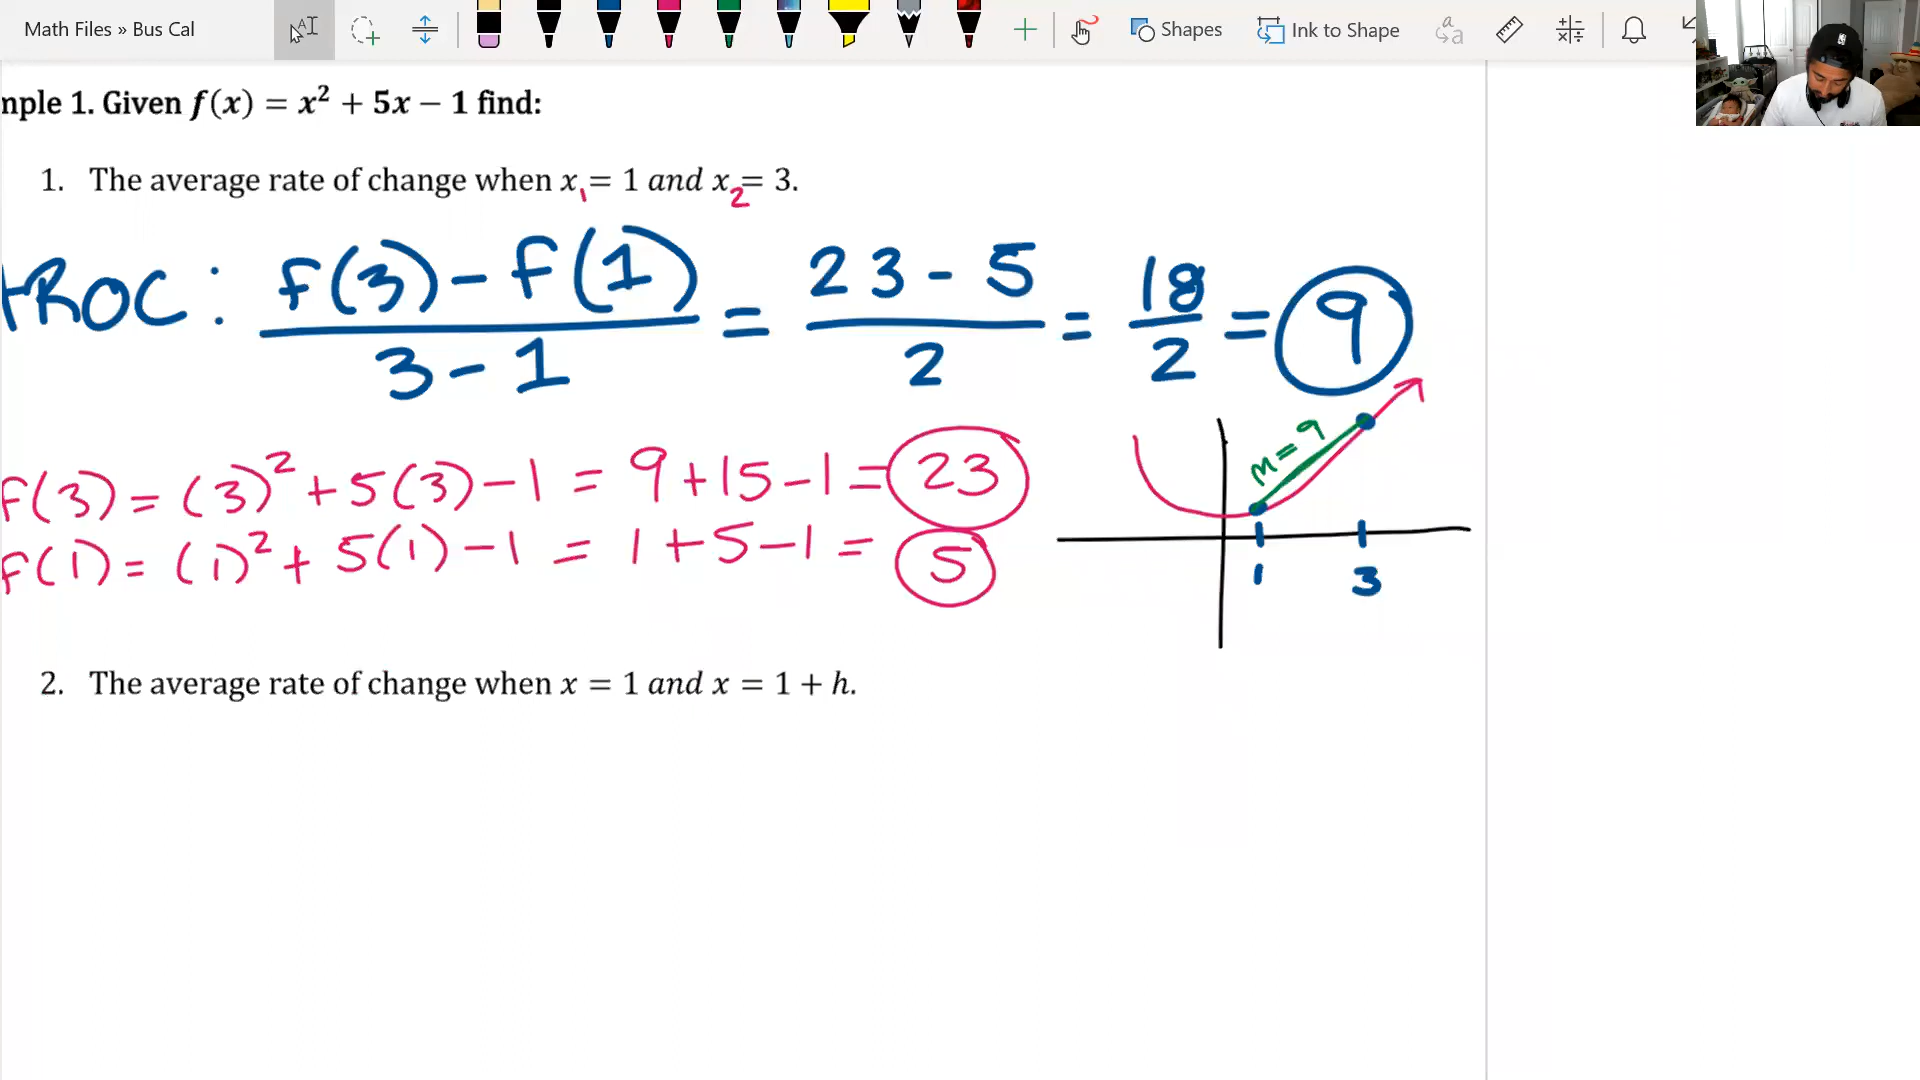 Math Files » Bus Cal
Shapes
Ink to Shape
mple 1. Given f(x) = x² + 5x − 1 find:
1. The average rate of change when x₁ = 1 and x₂ = 3.
ROC : f(3) - f(1) / 3 - 1 = 23 - 5 / 2 = 18 / 2 = 9
m = 9
f(3) = (3)² + 5(3) - 1 = 9 + 15 - 1 = 23
f(1) = (1)² + 5(1) - 1 = 1 + 5 - 1 = 5
1 3
2. The average rate of change when x = 1 and x = 1 + h.